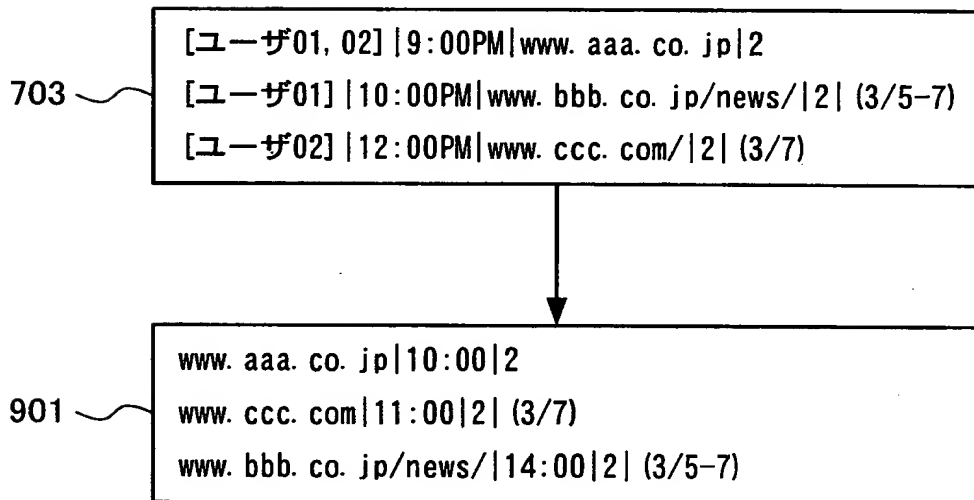 [ユーザ01, 02] |9:00PM|www. aaa. co. jp|2
703
[ユーザ01] |10:00PM|www. bbb. co. jp/news/|2| (3/5-7)
[ユーザ02] |12:00PM|www. ccc. com/|2| (3/7)
www. aaa. co. jp|10:00|2
901
www. ccc. com|11:00|2| (3/7)
www. bbb. co. jp/news/|14:00|2| (3/5-7)